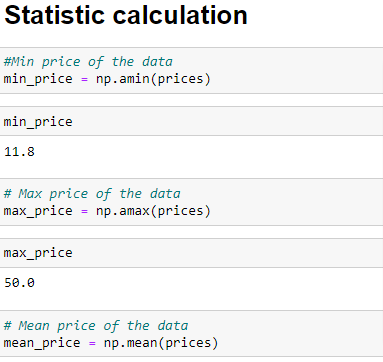 Statistic calculation
#Min price of the data
min_price = np.amin(prices)
min_price
11.8
# Max price of the data
max_price = np.amax(prices)
max_price
50.0
# Mean price of the data
mean_price = np.mean(prices)